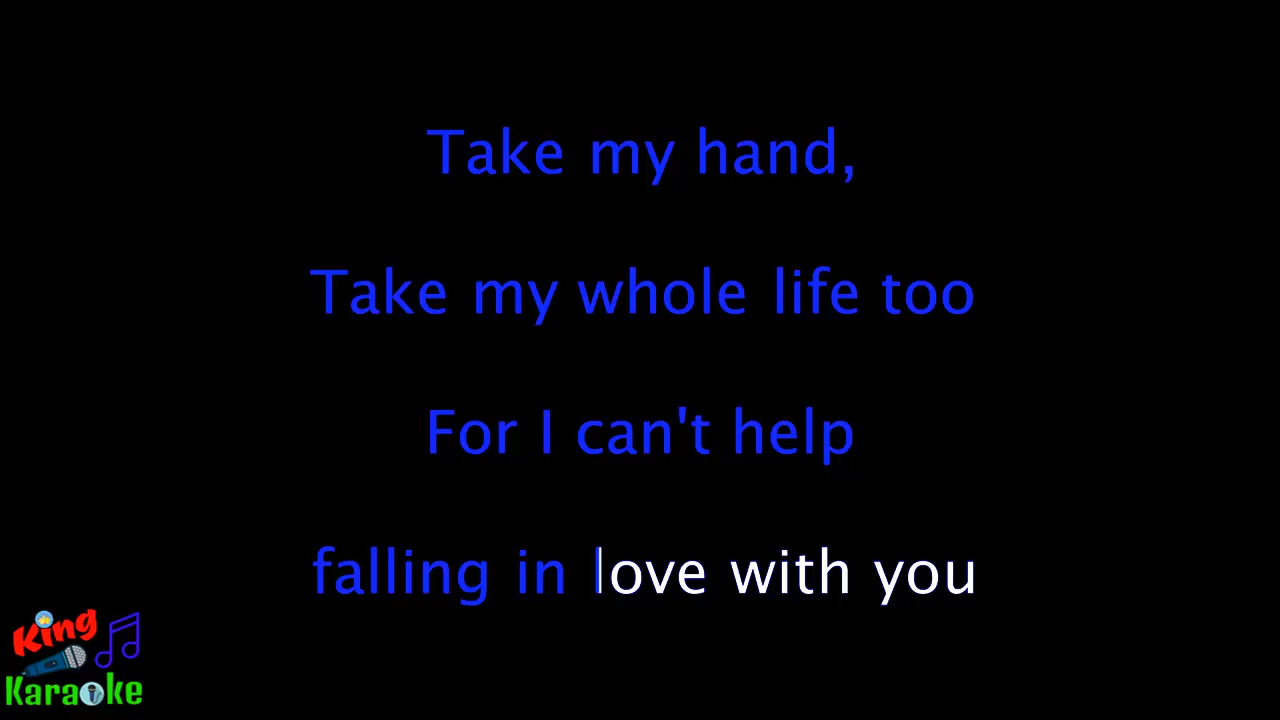 Take my hand,
Take my whole life too
For I can't help
falling in love with you
King
Karaoke